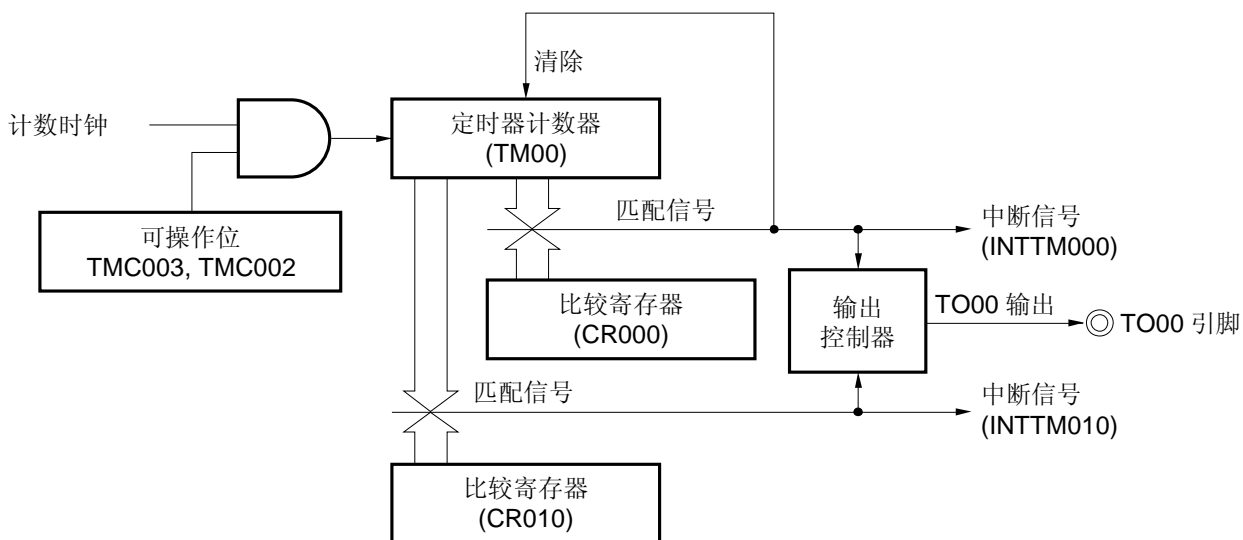 清除
计数时钟
定时器计数器
(TM00)
可操作位
TMC003, TMC002
匹配信号
中断信号
(INTTM000)
比较寄存器
(CR000)
输出
控制器
TO00 输出
TO00 引脚
匹配信号
中断信号
(INTTM010)
比较寄存器
(CR010)